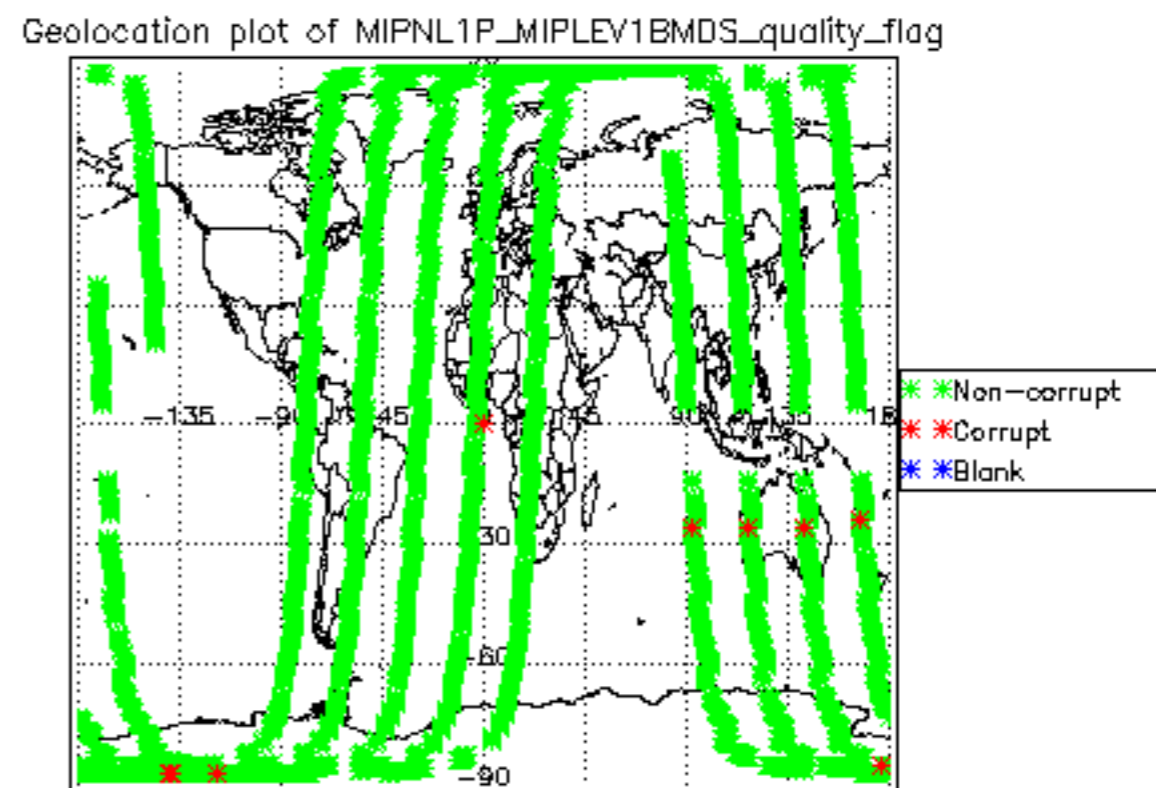 Geolocation plot of MIPNL1P_MIPLEV1BMDS_quality_flag
-135
-90
45
45
90
135
18
30
-60
-90
Non-corrupt
Corrupt
Blank